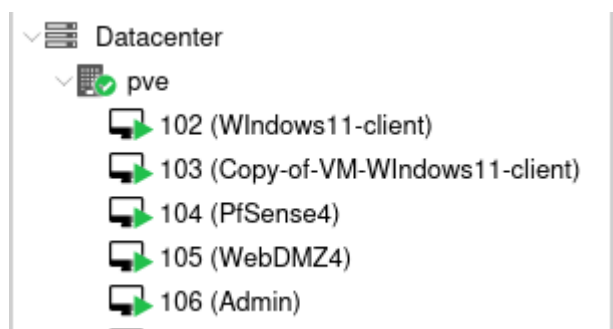 Datacenter
pve
102 (WIndows11-client)
103 (Copy-of-VM-WIndows11-client)
104 (PfSense4)
105 (WebDMZ4)
106 (Admin)